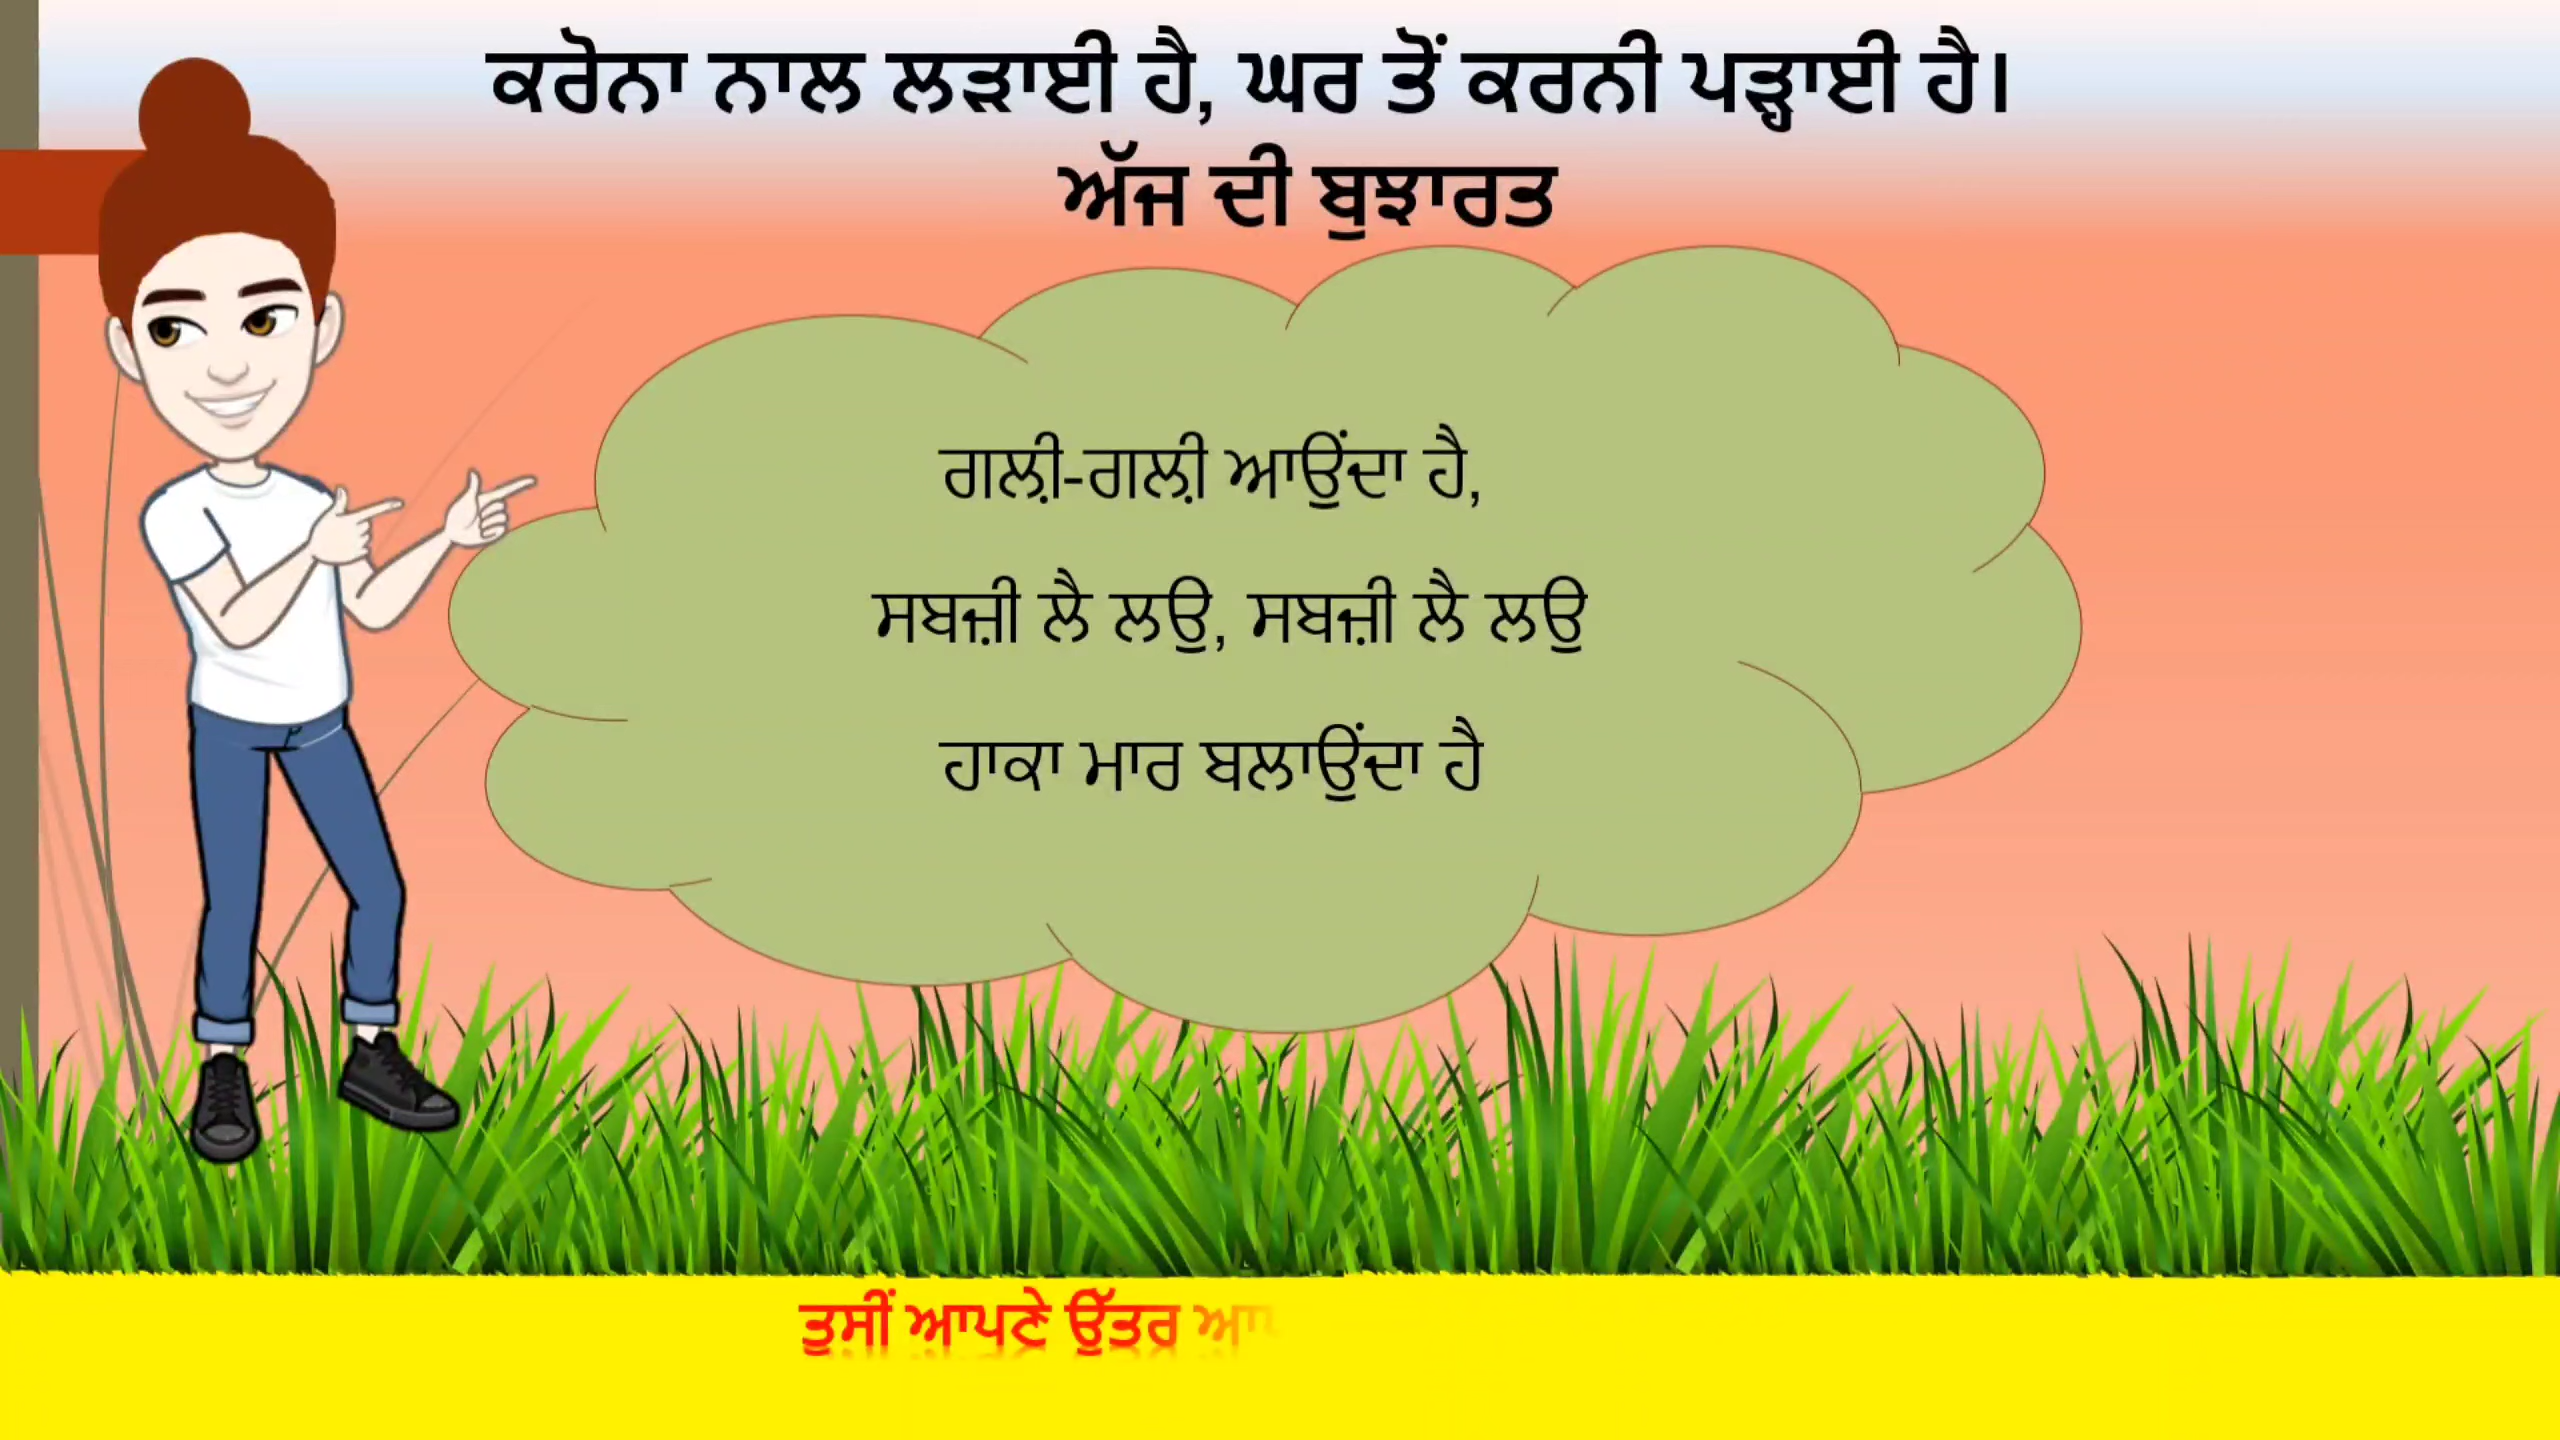 ਕਰੋਨਾ ਨਾਲ ਲੜਾਈ ਹੈ, ਘਰ ਤੋਂ ਕਰਨੀ ਪੜ੍ਹਾਈ ਹੈ।
ਅੱਜ ਦੀ ਬੁਝਾਰਤ
ਗਲ਼ੀ-ਗਲ਼ੀ ਆਉਂਦਾ ਹੈ,
ਸਬਜ਼ੀ ਲੈ ਲਉ, ਸਬਜ਼ੀ ਲੈ ਲਉ
ਹਾਕਾ ਮਾਰ ਬਲਾਉਂਦਾ ਹੈ
ਤੁਸੀਂ ਆਪਣੇ ਉੱਤਰ